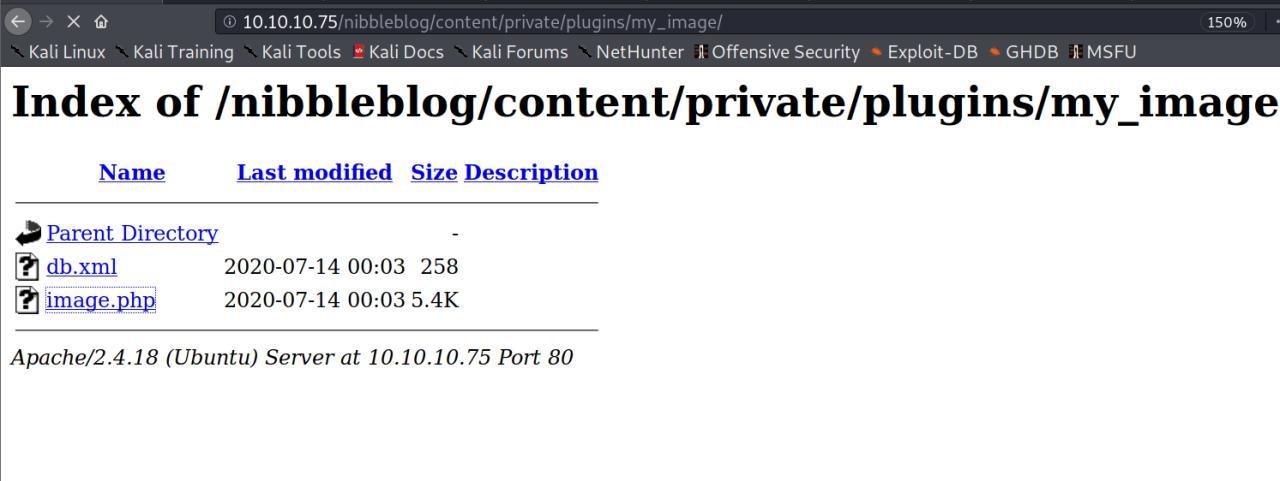 10.10.10.75/nibbleblog/content/private/plugins/my_image/ 150%
Kali Linux Kali Training Kali Tools Kali Docs Kali Forums NetHunter Offensive Security Exploit-DB GHDB MSFU
Index of /nibbleblog/content/private/plugins/my_image
Name Last modified Size Description
Parent Directory -
db.xml 2020-07-14 00:03 258
image.php 2020-07-14 00:03 5.4K
Apache/2.4.18 (Ubuntu) Server at 10.10.10.75 Port 80